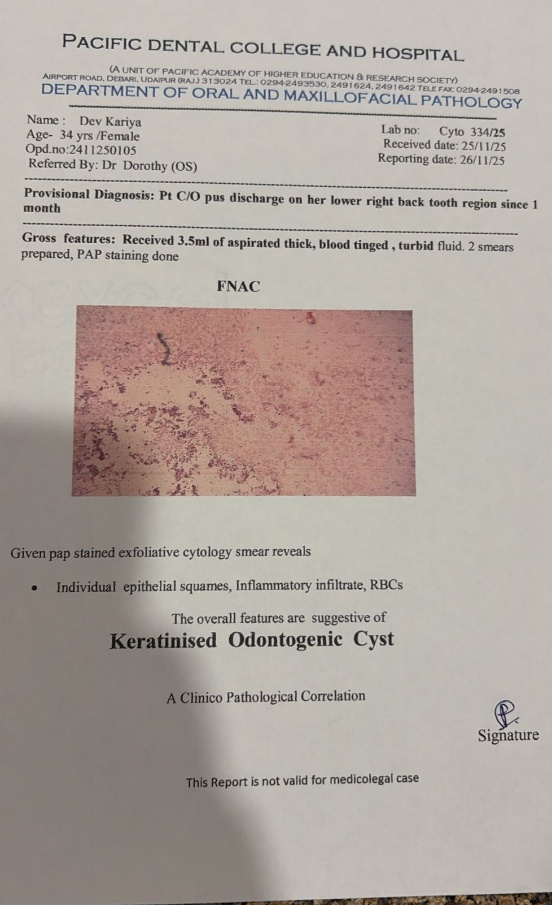 PACIFIC DENTAL COLLEGE AND HOSPITAL
(A UNIT OF PACIFIC ACADEMY OF HIGHER EDUCATION & RESEARCH SOCIETY)
AIRPORT ROAD, DEBARI, UDAIPUR (RAJ.) 313024 TEL.: 0294-2493530, 2491624, 2491642 TELE FAX: 0294-2491508
DEPARTMENT OF ORAL AND MAXILLOFACIAL PATHOLOGY
Name : Dev Kariya
Age- 34 yrs /Female
Opd.no:2411250105
Referred By: Dr Dorothy (OS)
Lab no: Cyto 334/25
Received date: 25/11/25
Reporting date: 26/11/25
Provisional Diagnosis: Pt C/O pus discharge on her lower right back tooth region since 1
month
Gross features: Received 3.5ml of aspirated thick, blood tinged , turbid fluid. 2 smears
prepared, PAP staining done
FNAC
Given pap stained exfoliative cytology smear reveals
• Individual epithelial squames, Inflammatory infiltrate, RBCs
The overall features are suggestive of
Keratinised Odontogenic Cyst
A Clinico Pathological Correlation
Signature
This Report is not valid for medicolegal case